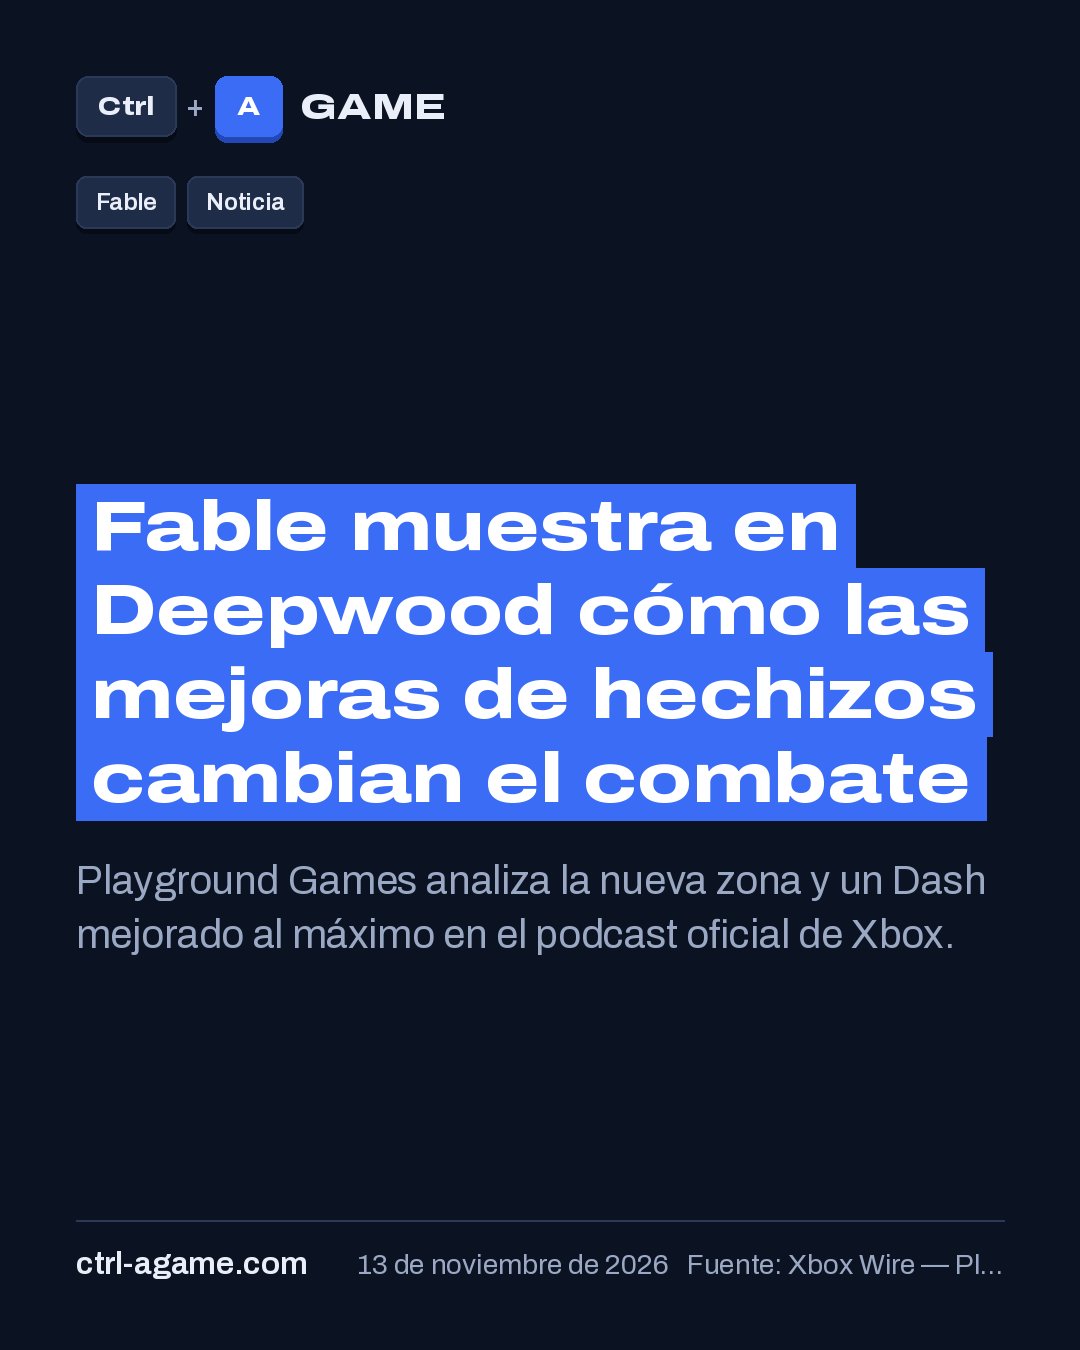 Ctrl + A GAME
Fable Noticia
Fable muestra en
Deepwood cómo las
mejoras de hechizos
cambian el combate
Playground Games analiza la nueva zona y un Dash
mejorado al máximo en el podcast oficial de Xbox.
ctrl-agame.com 13 de noviembre de 2026 Fuente: Xbox Wire — Pl...